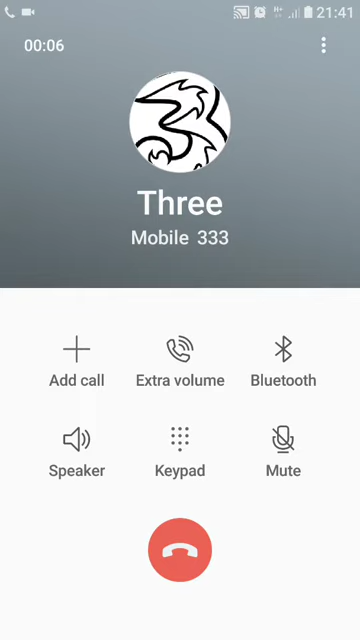 21:41
00:06
Three
Mobile 333
Add call
Extra volume
Bluetooth
Speaker
Keypad
Mute